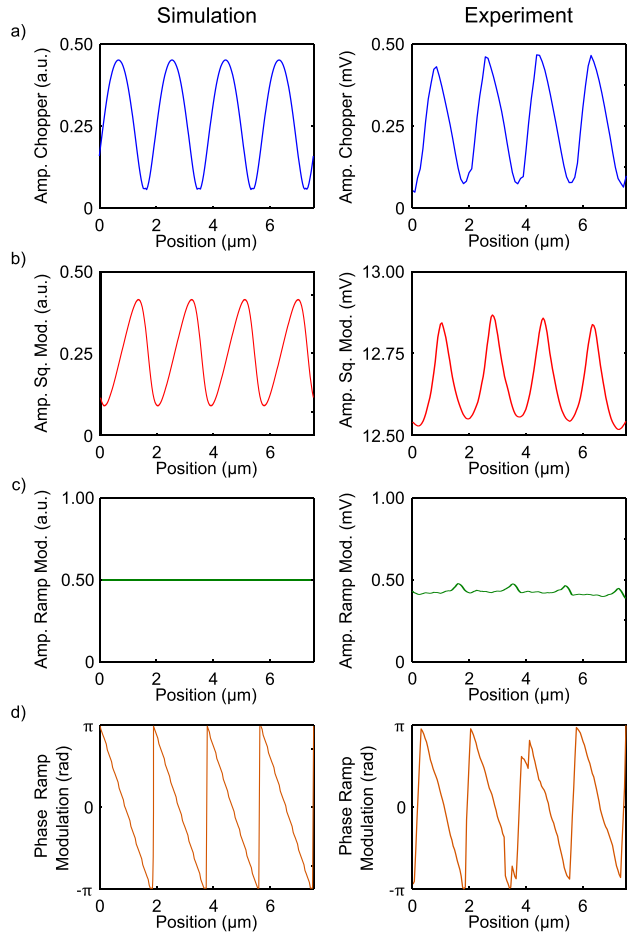 Simulation Experiment
a)
0.50 0.50
0.25 0.25
0 0
Amp. Chopper (a.u.) Amp. Chopper (mV)
0 2 4 6 0 2 4 6
Position (µm) Position (µm)
b)
0.50 13.00
0.25 12.75
0 12.50
Amp. Sq. Mod. (a.u.) Amp. Sq. Mod. (mV)
0 2 4 6 0 2 4 6
Position (µm) Position (µm)
c)
1.00 1.00
0.50 0.50
0 0
Amp. Ramp Mod. (a.u.) Amp. Ramp Mod. (mV)
0 2 4 6 0 2 4 6
Position (µm) Position (µm)
d)
π π
0 0
-π -π
Phase Ramp Phase Ramp
Modulation (rad) Modulation (rad)
0 2 4 6 0 2 4 6
Position (µm) Position (µm)